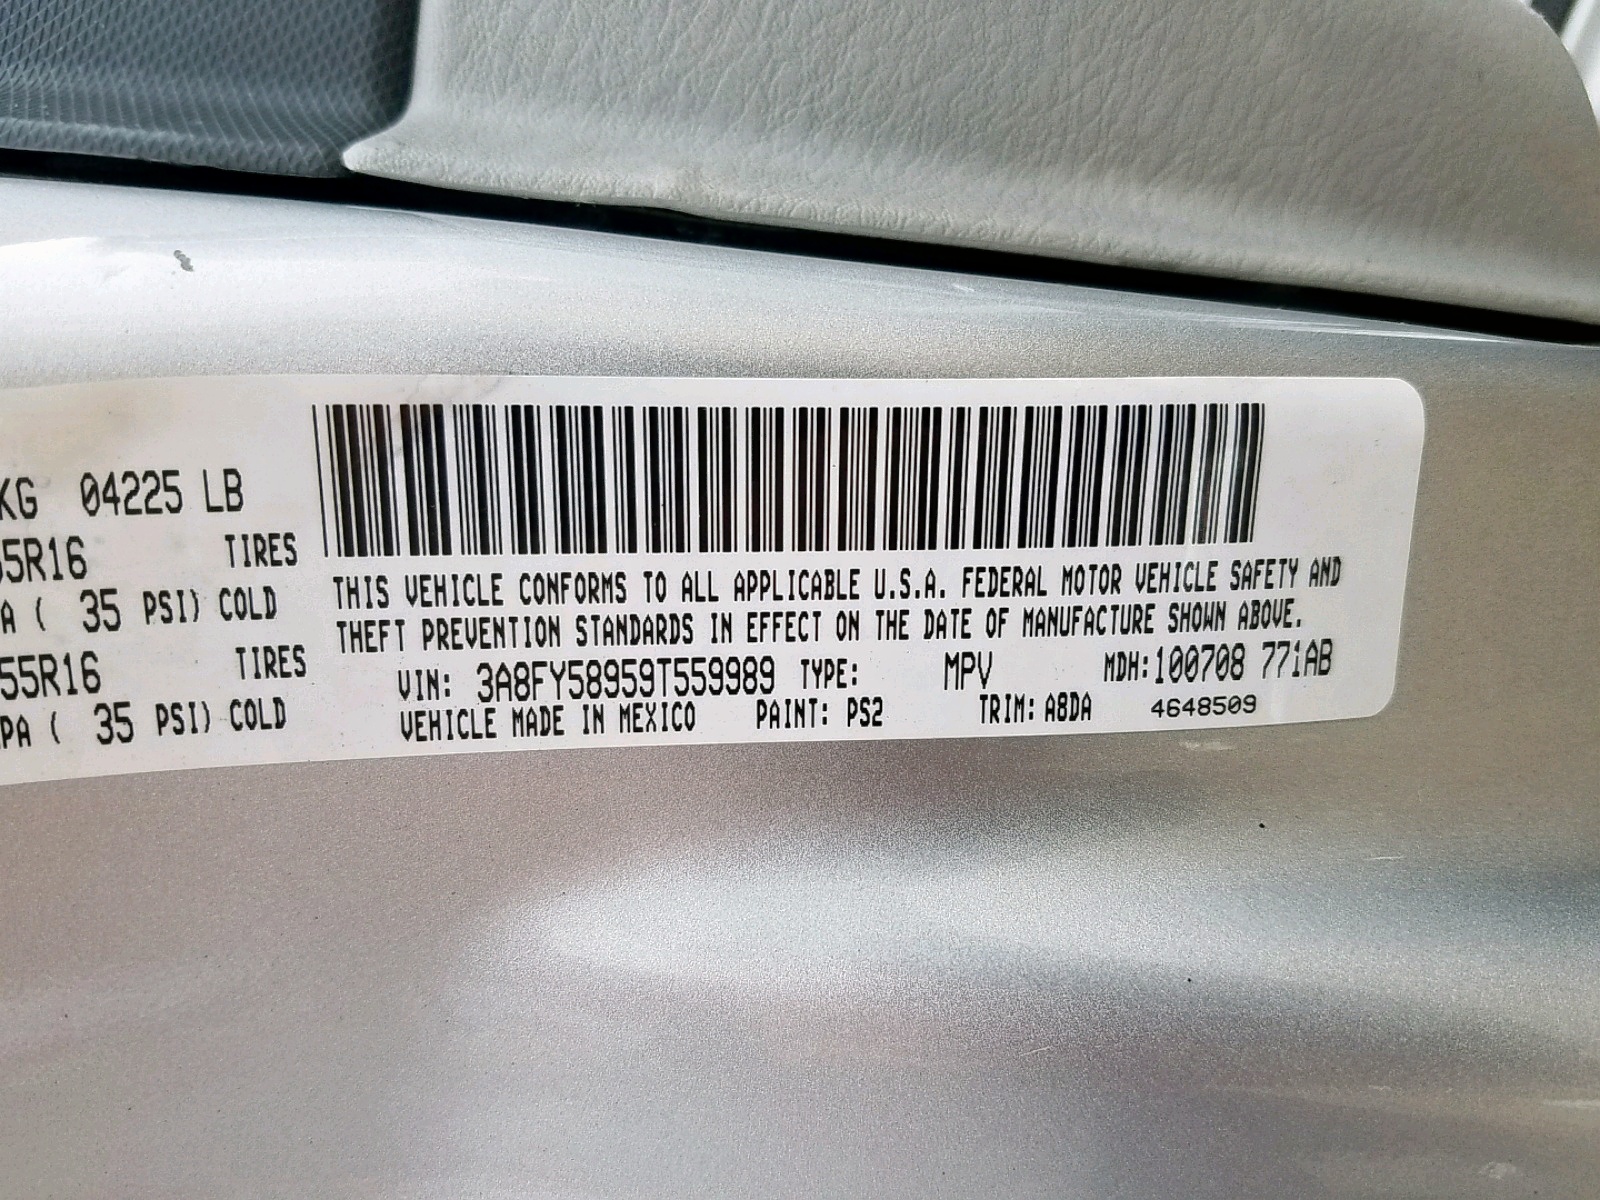 KG 04225 LB
55R16 TIRES
A ( 35 PSI) COLD
55R16 TIRES
PA ( 35 PSI) COLD
THIS VEHICLE CONFORMS TO ALL APPLICABLE U.S.A. FEDERAL MOTOR VEHICLE SAFETY AND
THEFT PREVENTION STANDARDS IN EFFECT ON THE DATE OF MANUFACTURE SHOWN ABOVE.
VIN: 3A8FY58959T559989 TYPE: MPV MDH:100708 771AB
VEHICLE MADE IN MEXICO PAINT: PS2 TRIM: A8DA 4648509